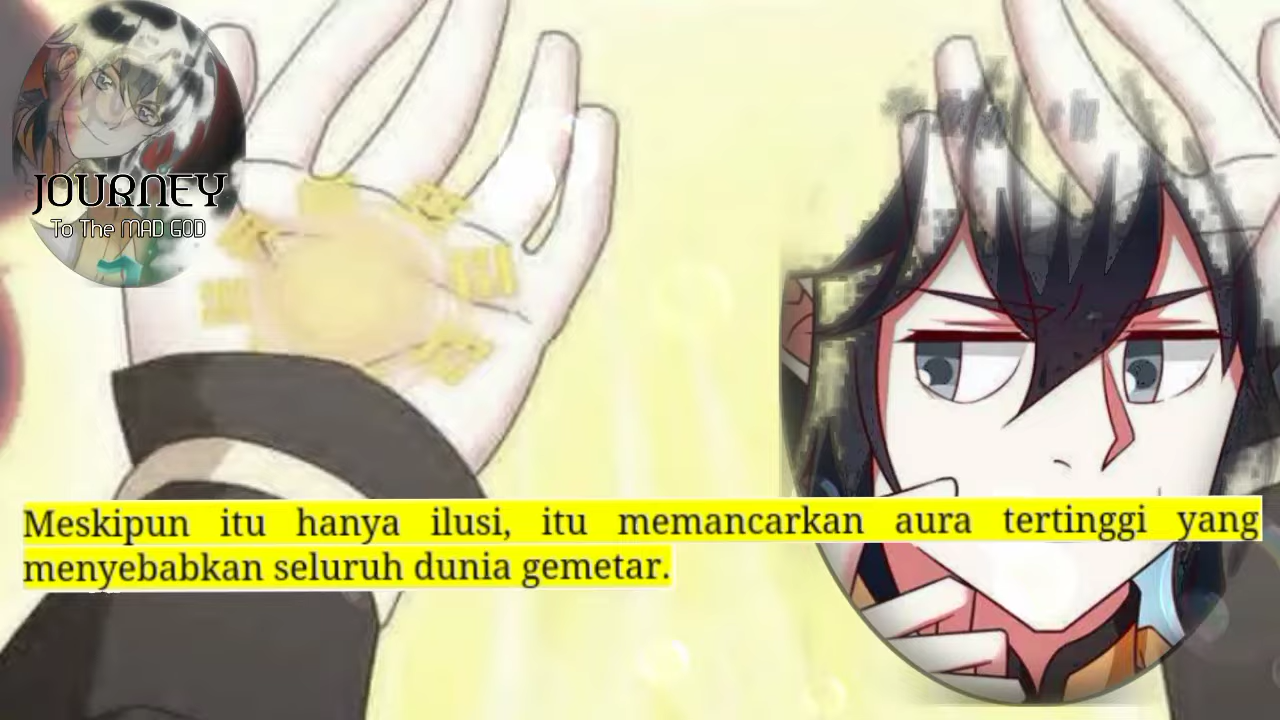 JOURNEY
To The MAD GOD
Meskipun itu hanya ilusi, itu memancarkan aura tertinggi yang
menyebabkan seluruh dunia gemetar.